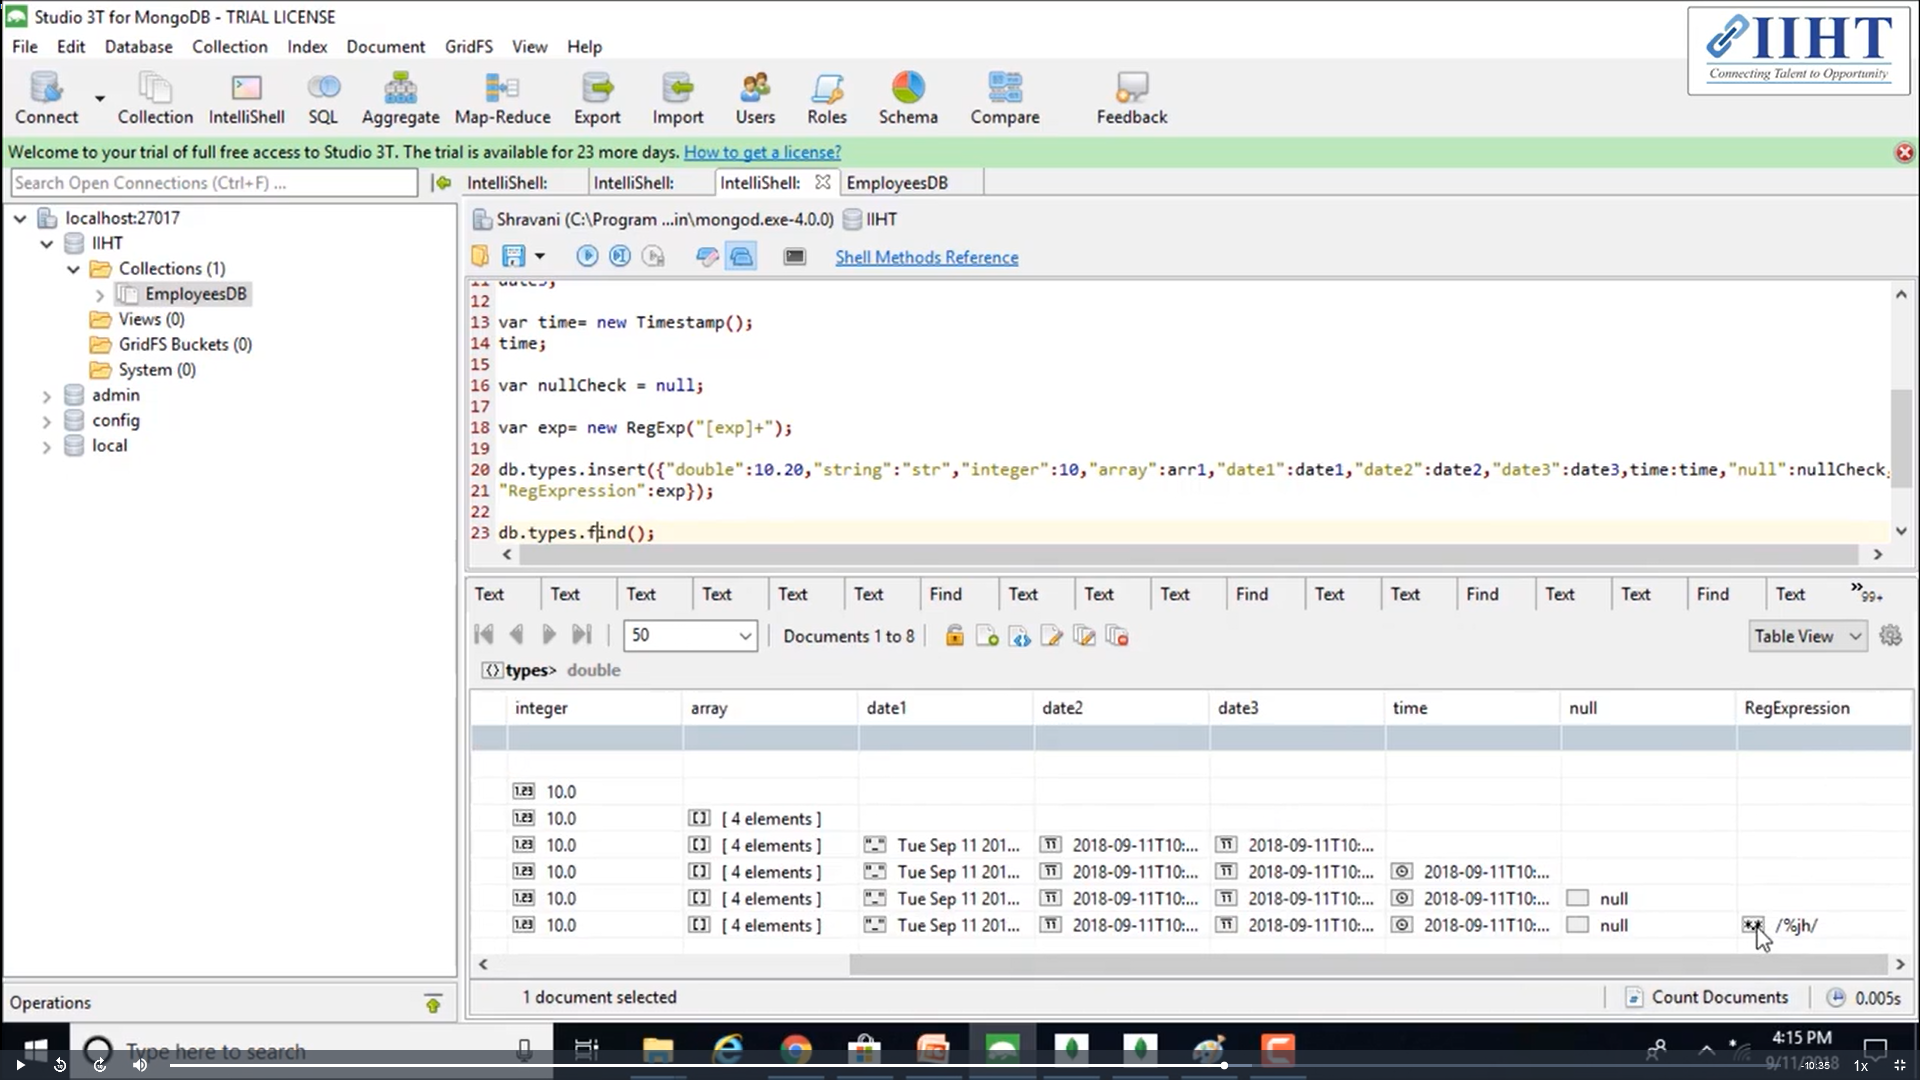 Studio 3T for MongoDB - TRIAL LICENSE
IIHT
Connecting Talent to Opportunity
File Edit Database Collection Index Document GridFS View Help
Connect Collection IntelliShell SQL Aggregate Map-Reduce Export Import Users Roles Schema Compare Feedback
Welcome to your trial of full free access to Studio 3T. The trial is available for 23 more days. How to get a license?
Search Open Connections (Ctrl+F) ...
IntelliShell: IntelliShell: IntelliShell: EmployeesDB
localhost:27017
IIHT
Collections (1)
EmployeesDB
Views (0)
GridFS Buckets (0)
System (0)
admin
config
local
Shravani (C:\Program ...in\mongod.exe-4.0.0) IIHT
Shell Methods Reference
11 date3;
12
13 var time= new Timestamp();
14 time;
15
16 var nullCheck = null;
17
18 var exp= new RegExp("[exp]+");
19
20 db.types.insert({"double":10.20,"string":"str","integer":10,"array":arr1,"date1":date1,"date2":date2,"date3":date3,time:time,"null":nullCheck,
21 "RegExpression":exp});
22
23 db.types.find();
Text Text Text Text Text Text Find Text Text Text Find Text Text Find Text Text Find Text 99+
50 Documents 1 to 8 Table View
types> double
integer array date1 date2 date3 time null RegExpression
10.0
10.0 [ 4 elements ]
10.0 [ 4 elements ] Tue Sep 11 201... 2018-09-11T10:... 2018-09-11T10:...
10.0 [ 4 elements ] Tue Sep 11 201... 2018-09-11T10:... 2018-09-11T10:... 2018-09-11T10:...
10.0 [ 4 elements ] Tue Sep 11 201... 2018-09-11T10:... 2018-09-11T10:... 2018-09-11T10:... null
10.0 [ 4 elements ] Tue Sep 11 201... 2018-09-11T10:... 2018-09-11T10:... 2018-09-11T10:... null /%jh/
Operations
1 document selected Count Documents 0.005s
Type here to search
4:15 PM
9/11/2018
-10:35 1x